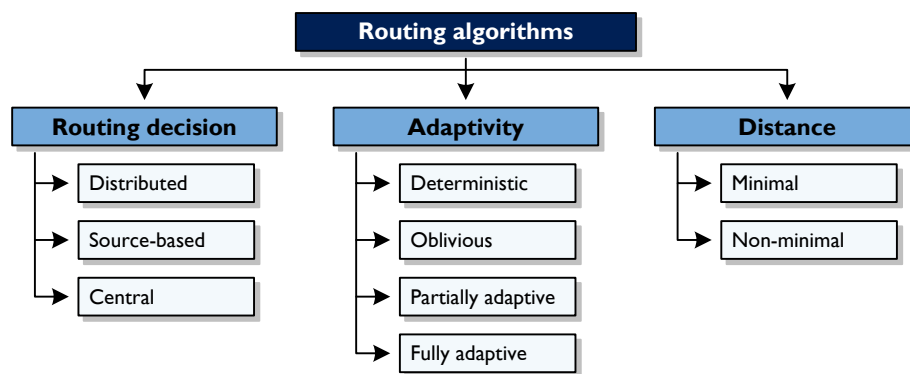 Routing algorithms
Routing decision
Distributed
Source-based
Central
Adaptivity
Deterministic
Oblivious
Partially adaptive
Fully adaptive
Distance
Minimal
Non-minimal